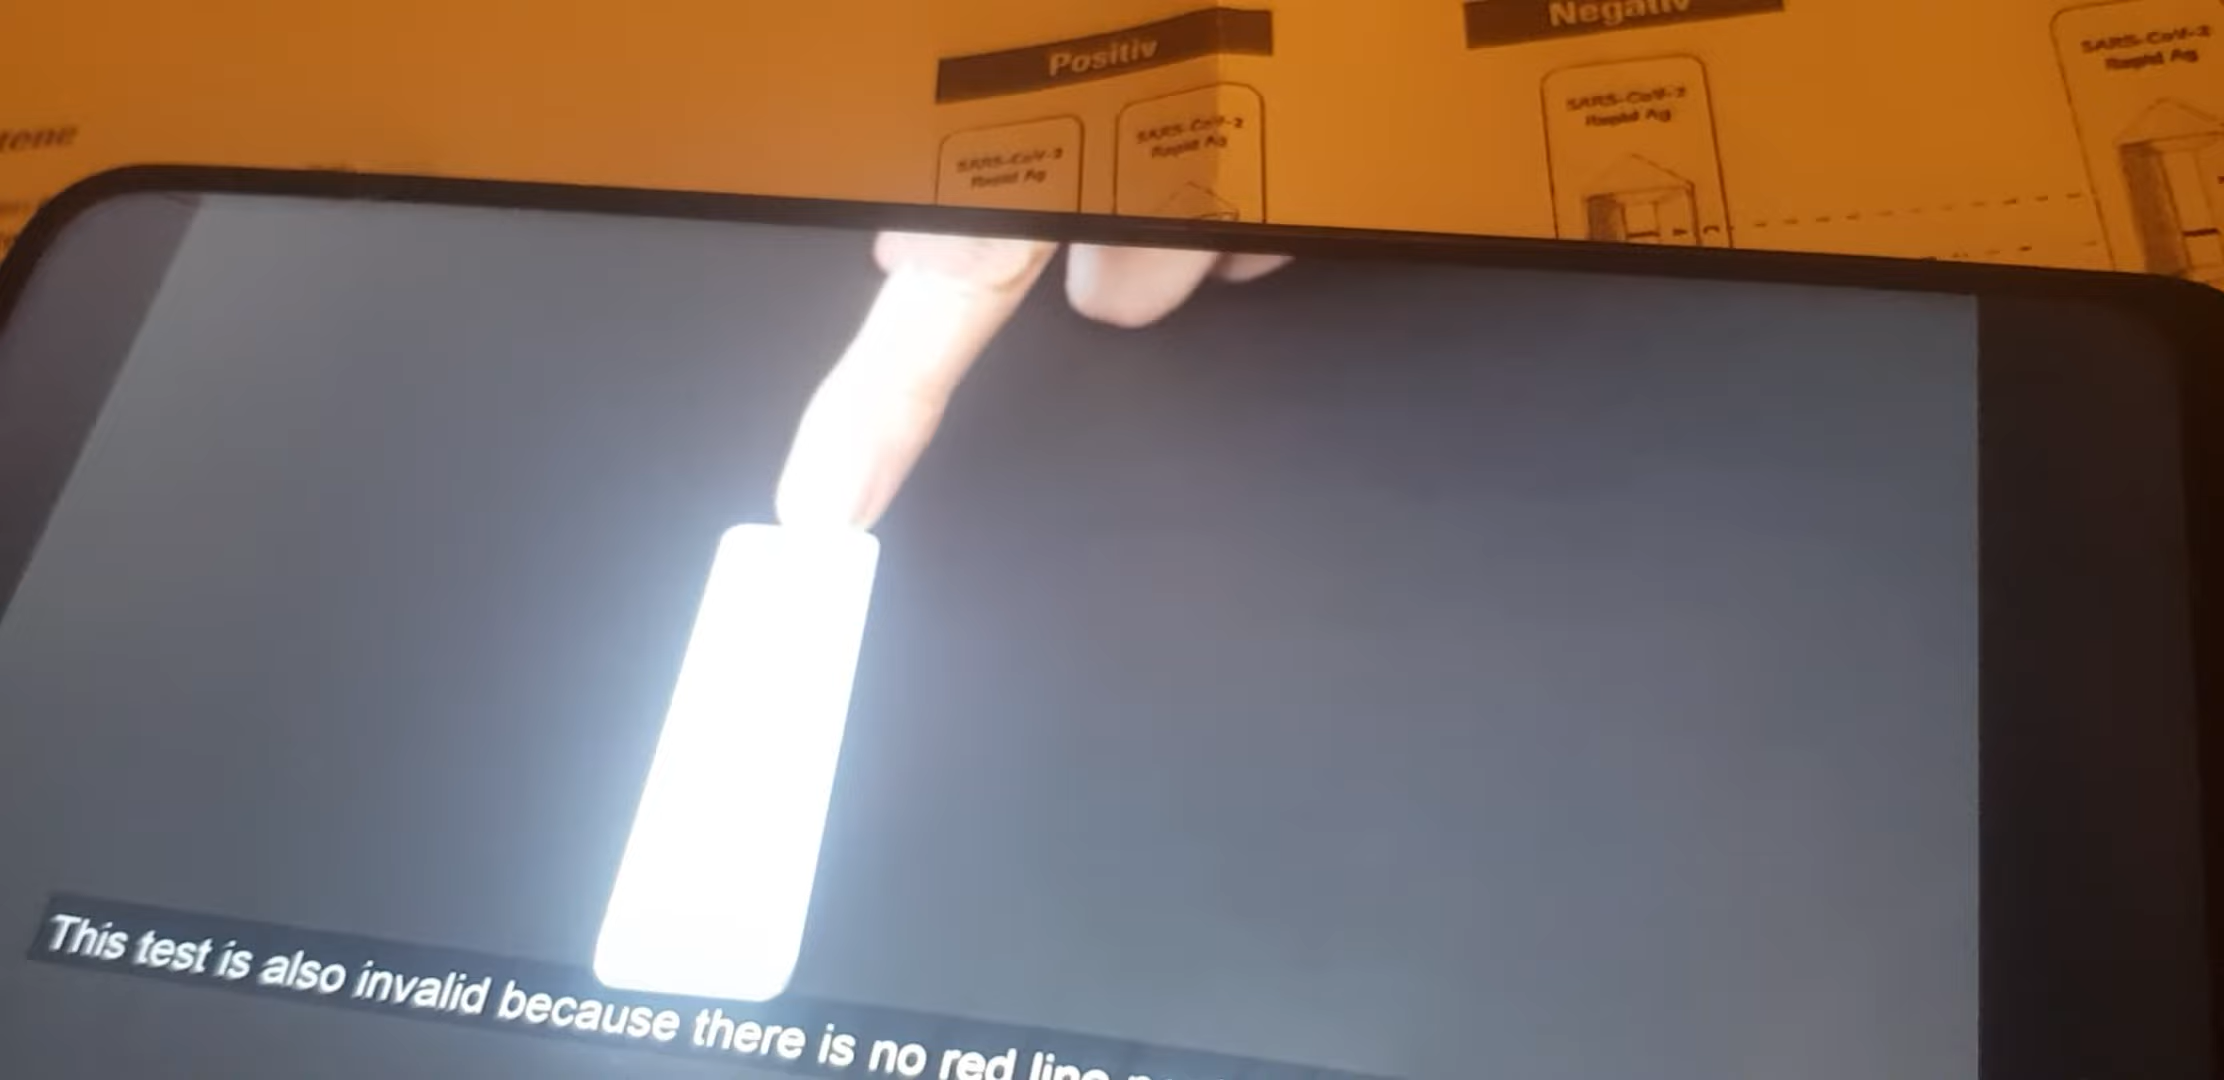 Positiv
Negativ
SARS-CoV-2
Rapid Ag
SARS-CoV-2
Rapid Ag
SARS-CoV-2
Rapid Ag
SARS-CoV-2
Rapid Ag
tene
This test is also invalid because there is no red line